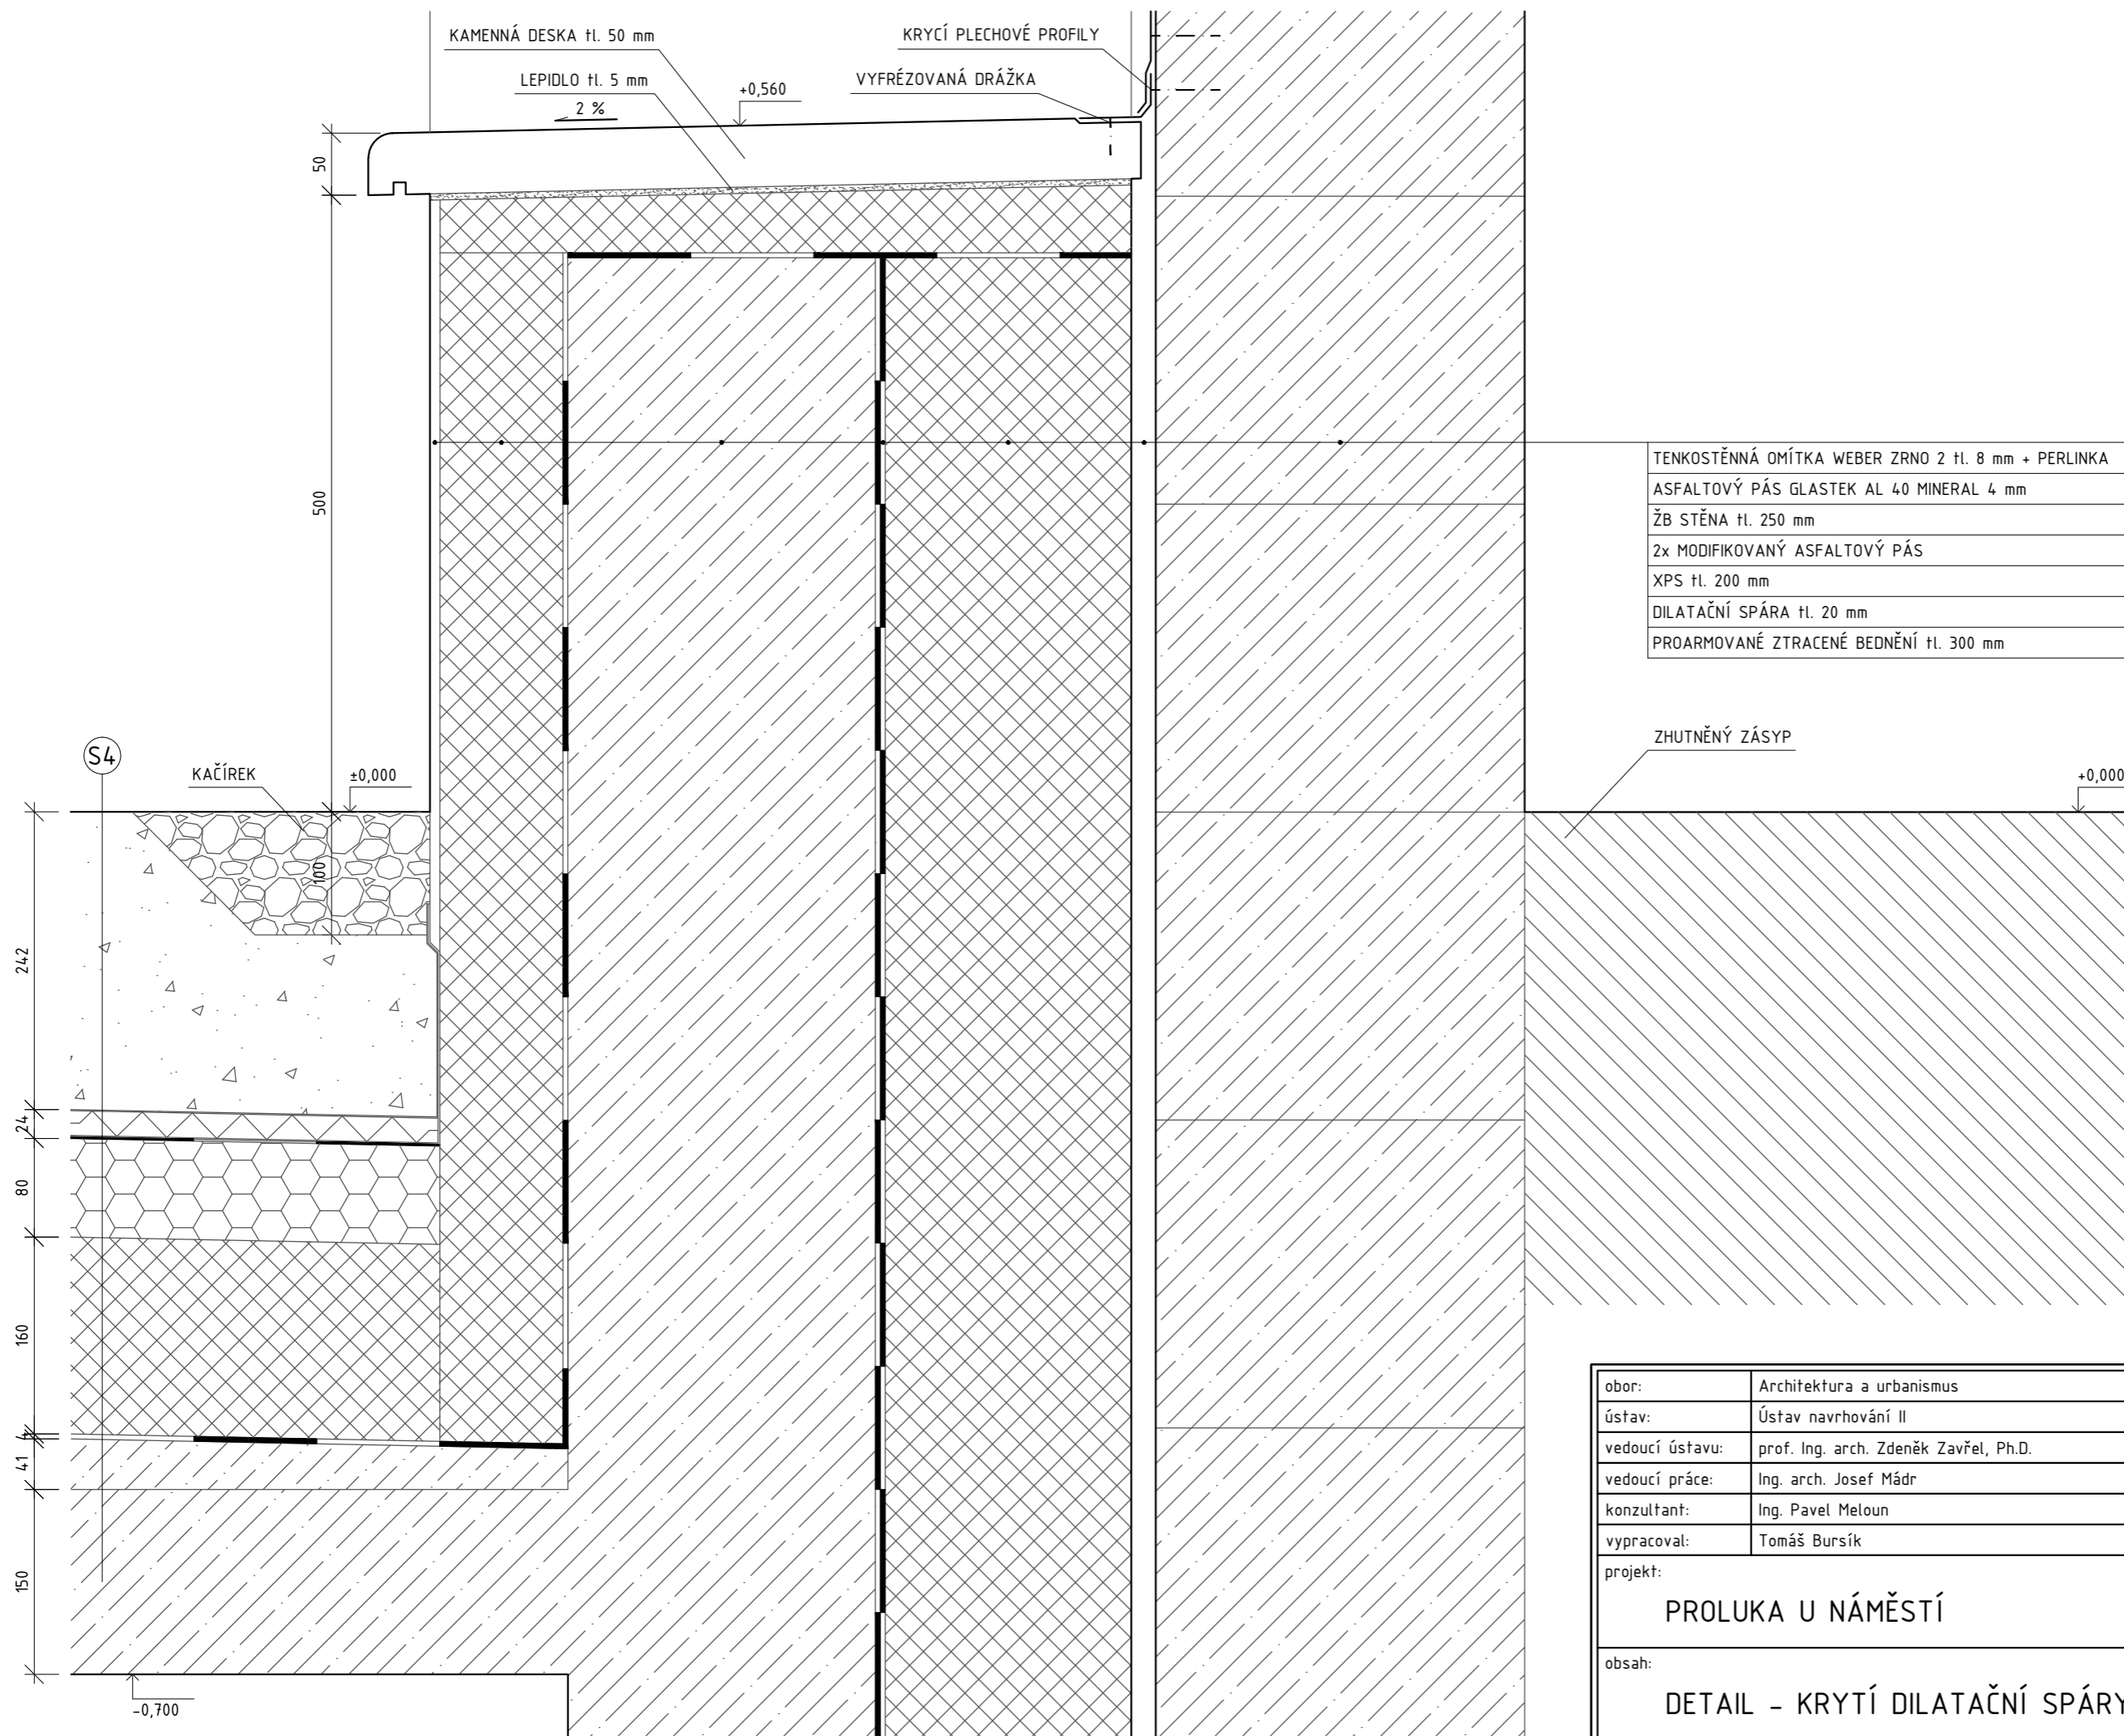 KAMENNÁ DESKA tl. 50 mm
KRYCÍ PLECHOVÉ PROFILY
LEPIDLO tl. 5 mm
VYFRÉZOVANÁ DRÁŽKA
+0,560
2 %
50
500
TENKOSTĚNNÁ OMÍTKA WEBER ZRNO 2 tl. 8 mm + PERLINKA
ASFALTOVÝ PÁS GLASTEK AL 40 MINERAL 4 mm
ŽB STĚNA tl. 250 mm
2x MODIFIKOVANÝ ASFALTOVÝ PÁS
XPS tl. 200 mm
DILATAČNÍ SPÁRA tl. 20 mm
PROARMOVANÉ ZTRACENÉ BEDNĚNÍ tl. 300 mm
ZHUTNĚNÝ ZÁSYP
S4
KAČÍREK
±0,000
+0,000
100
242
24
80
160
4
41
150
-0,700
obor: Architektura a urbanismus
ústav: Ústav navrhování II
vedoucí ústavu: prof. Ing. arch. Zdeněk Zavřel, Ph.D.
vedoucí práce: Ing. arch. Josef Mádr
konzultant: Ing. Pavel Meloun
vypracoval: Tomáš Bursík
projekt:
PROLUKA U NÁMĚSTÍ
obsah:
DETAIL - KRYTÍ DILATAČNÍ SPÁRY